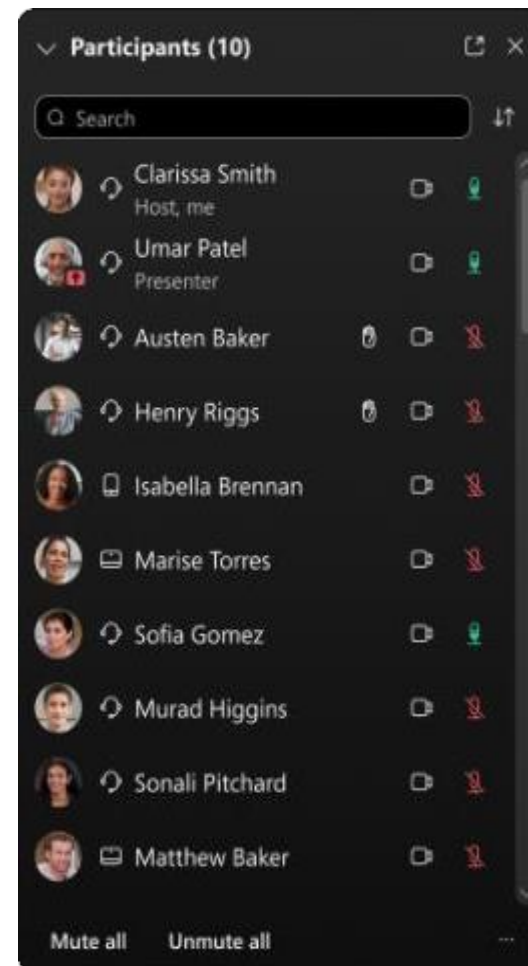 Participants (10)
Search
Clarissa Smith
Host, me
Umar Patel
Presenter
Austen Baker
Henry Riggs
Isabella Brennan
Marise Torres
Sofia Gomez
Murad Higgins
Sonali Pitchard
Matthew Baker
Mute all Unmute all